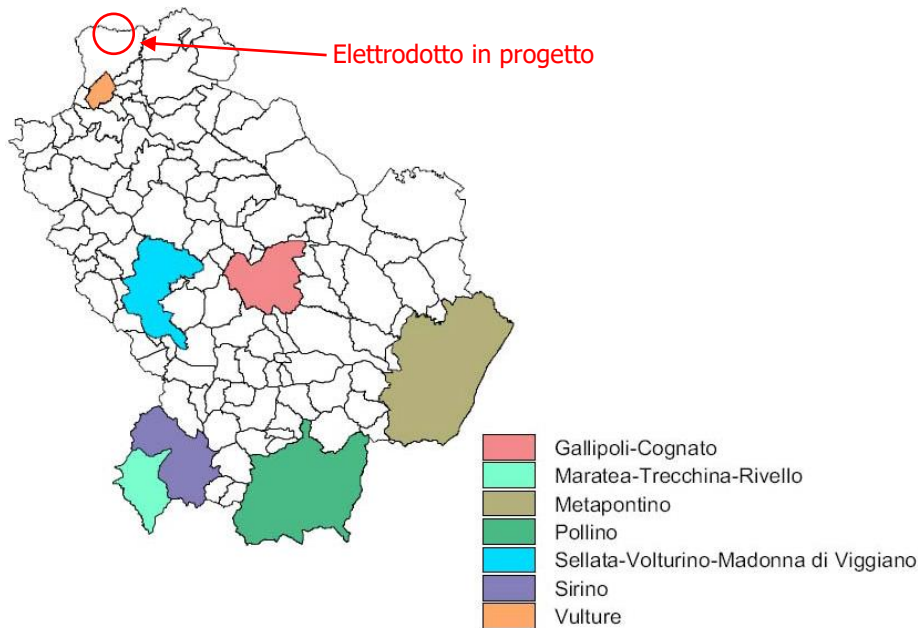 Elettrodotto in progetto
Gallipoli-Cognato
Maratea-Trecchina-Rivello
Metapontino
Pollino
Sellata-Volturino-Madonna di Viggiano
Sirino
Vulture